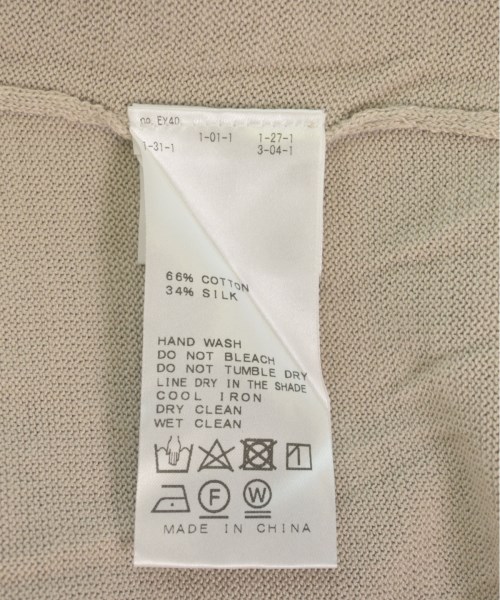 no. EY40
1-01-1 1-27-1
1-31-1 3-04-1
66% COTTON
34% SILK
HAND WASH
DO NOT BLEACH
DO NOT TUMBLE DRY
LINE DRY IN THE SHADE
COOL IRON
DRY CLEAN
WET CLEAN
F W
MADE IN CHINA